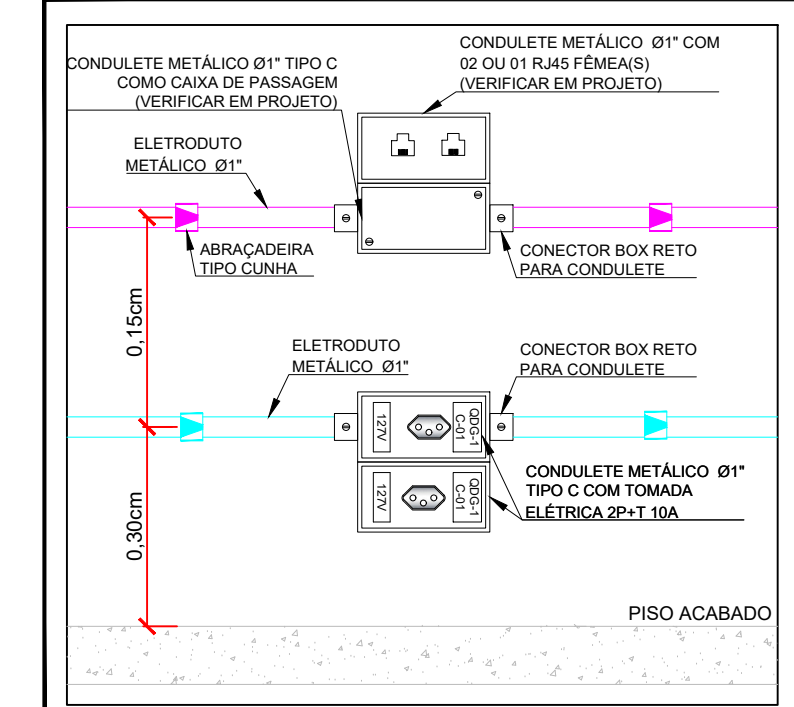 CONDULETE METÁLICO Ø1" TIPO C
COMO CAIXA DE PASSAGEM
(VERIFICAR EM PROJETO)
CONDULETE METÁLICO Ø1" COM
02 OU 01 RJ45 FÊMEA(S)
(VERIFICAR EM PROJETO)
ELETRODUTO
METÁLICO Ø1"
ABRAÇADEIRA
TIPO CUNHA
CONECTOR BOX RETO
PARA CONDULETE
0,15cm
ELETRODUTO
METÁLICO Ø1"
CONECTOR BOX RETO
PARA CONDULETE
127V
QDG-1
C-01
127V
QDG-1
C-01
CONDULETE METÁLICO Ø1"
TIPO C COM TOMADA
ELÉTRICA 2P+T 10A
0,30cm
PISO ACABADO